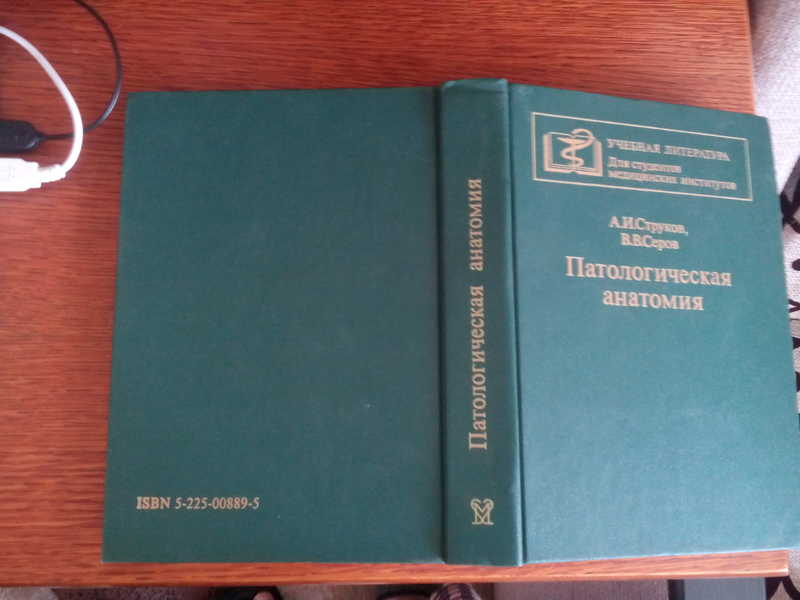 УЧЕБНАЯ ЛИТЕРАТУРА
Для студентов
медицинских институтов
А.И.Струков,
В.В.Серов
Патологическая
анатомия
Патологическая анатомия
ISBN 5-225-00889-5